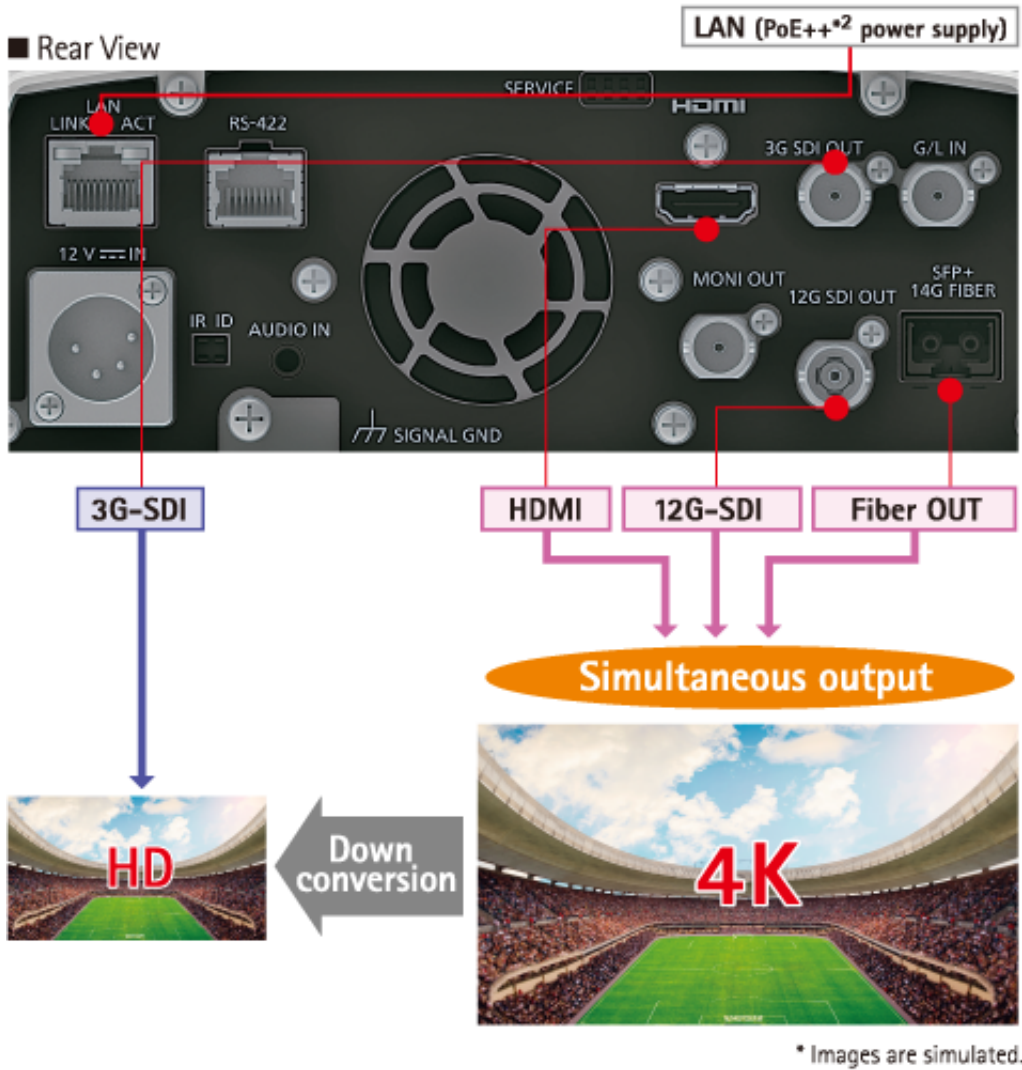 LAN (PoE++*2 power supply)
■ Rear View
SERVICE
HDMI
LAN
LINK ACT
RS-422
3G SDI OUT
G/L IN
12 V IN
MONI OUT
SFP+
14G FIBER
12G SDI OUT
IR ID
AUDIO IN
SIGNAL GND
3G-SDI
HDMI
12G-SDI
Fiber OUT
Simultaneous output
HD
Down
conversion
4K
* Images are simulated.